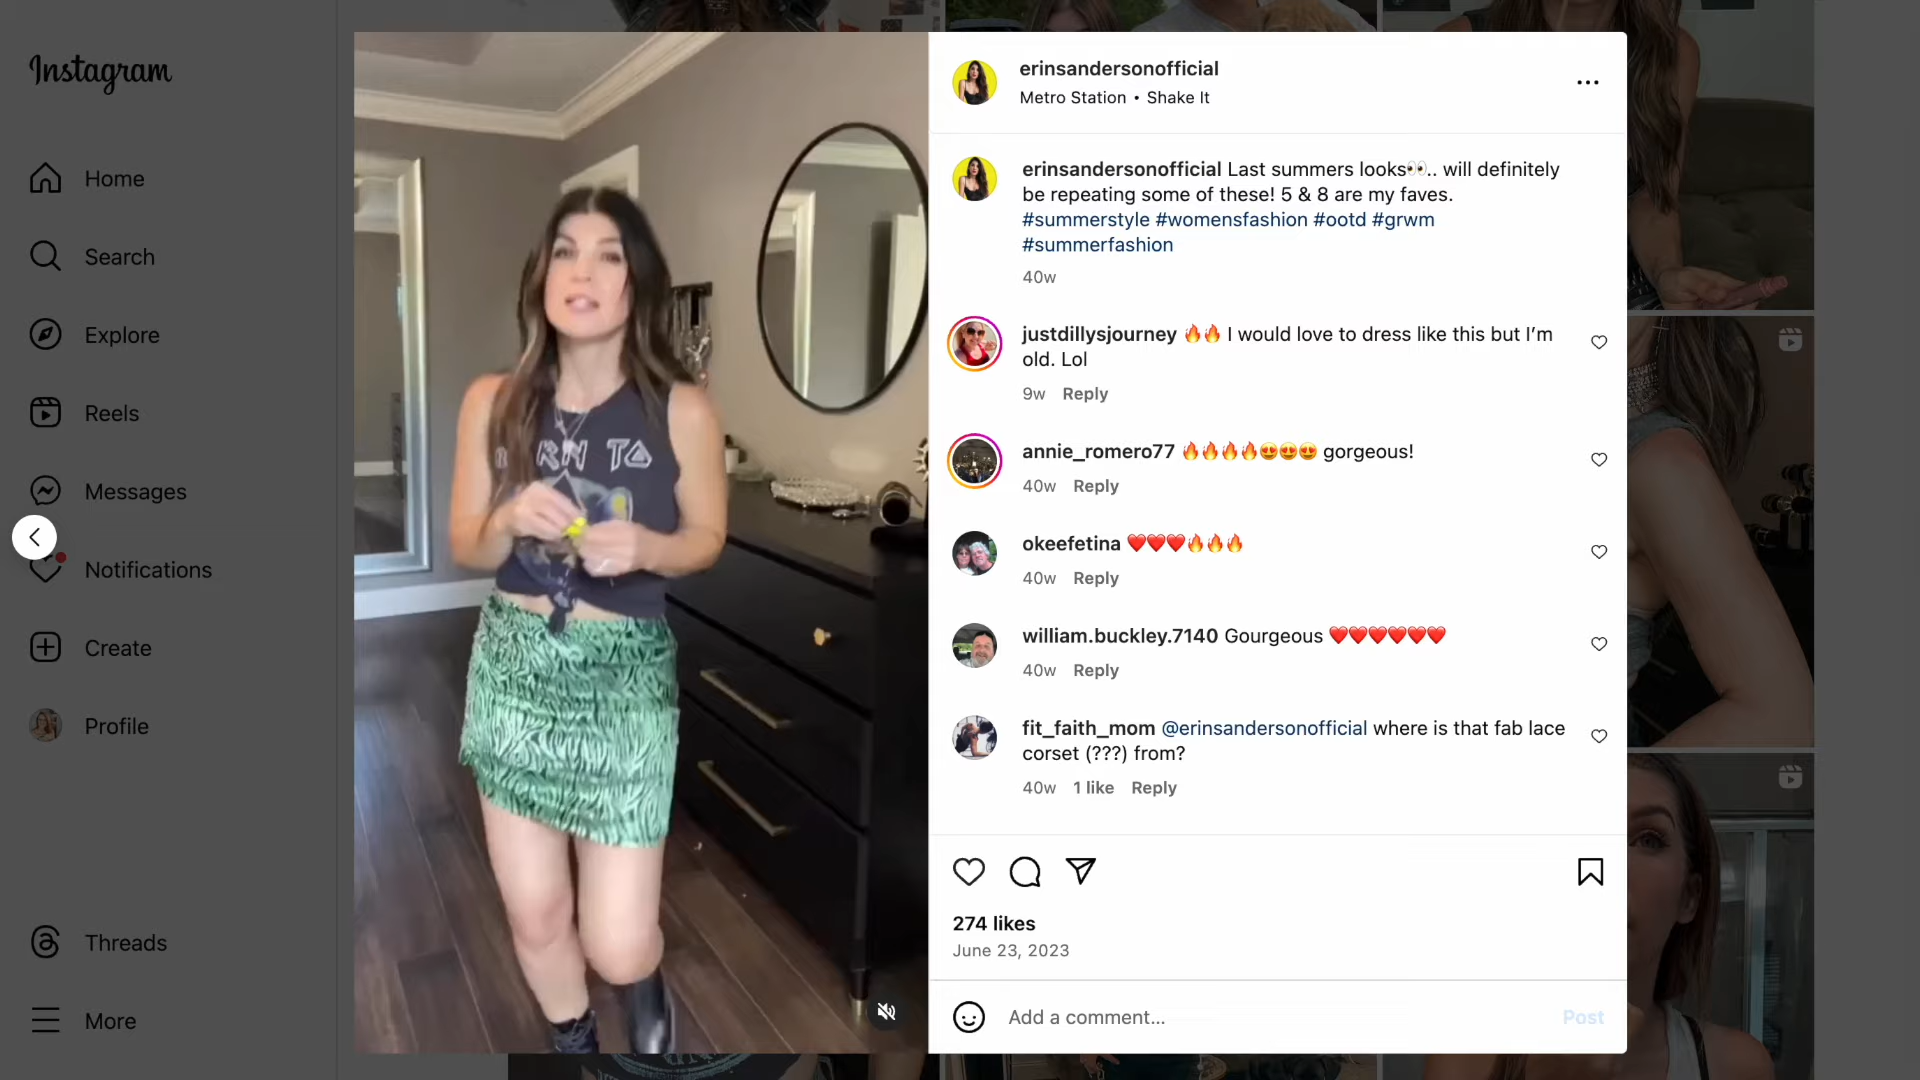 Instagram
Home
Search
Explore
Reels
Messages
Notifications
Create
Profile
Threads
More
RN TO
erinsandersonofficial
Metro Station • Shake It
erinsandersonofficial Last summers looks👀.. will definitely
be repeating some of these! 5 & 8 are my faves.
#summerstyle #womensfashion #ootd #grwm
#summerfashion
40w
justdillysjourney 🔥🔥 I would love to dress like this but I’m
old. Lol
9w Reply
annie_romero77 🔥🔥🔥🔥😍😍😍 gorgeous!
40w Reply
okeefetina ❤️❤️❤️🔥🔥🔥
40w Reply
william.buckley.7140 Gourgeous ❤️❤️❤️❤️❤️❤️
40w Reply
fit_faith_mom @erinsandersonofficial where is that fab lace
corset (???) from?
40w 1 like Reply
274 likes
June 23, 2023
Add a comment...
Post